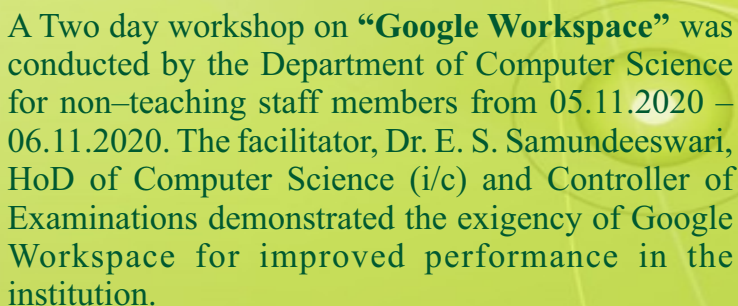 A Two day workshop on “Google Workspace” was
conducted by the Department of Computer Science
for non–teaching staff members from 05.11.2020 –
06.11.2020. The facilitator, Dr. E. S. Samundeeswari,
HoD of Computer Science (i/c) and Controller of
Examinations demonstrated the exigency of Google
Workspace for improved performance in the
institution.